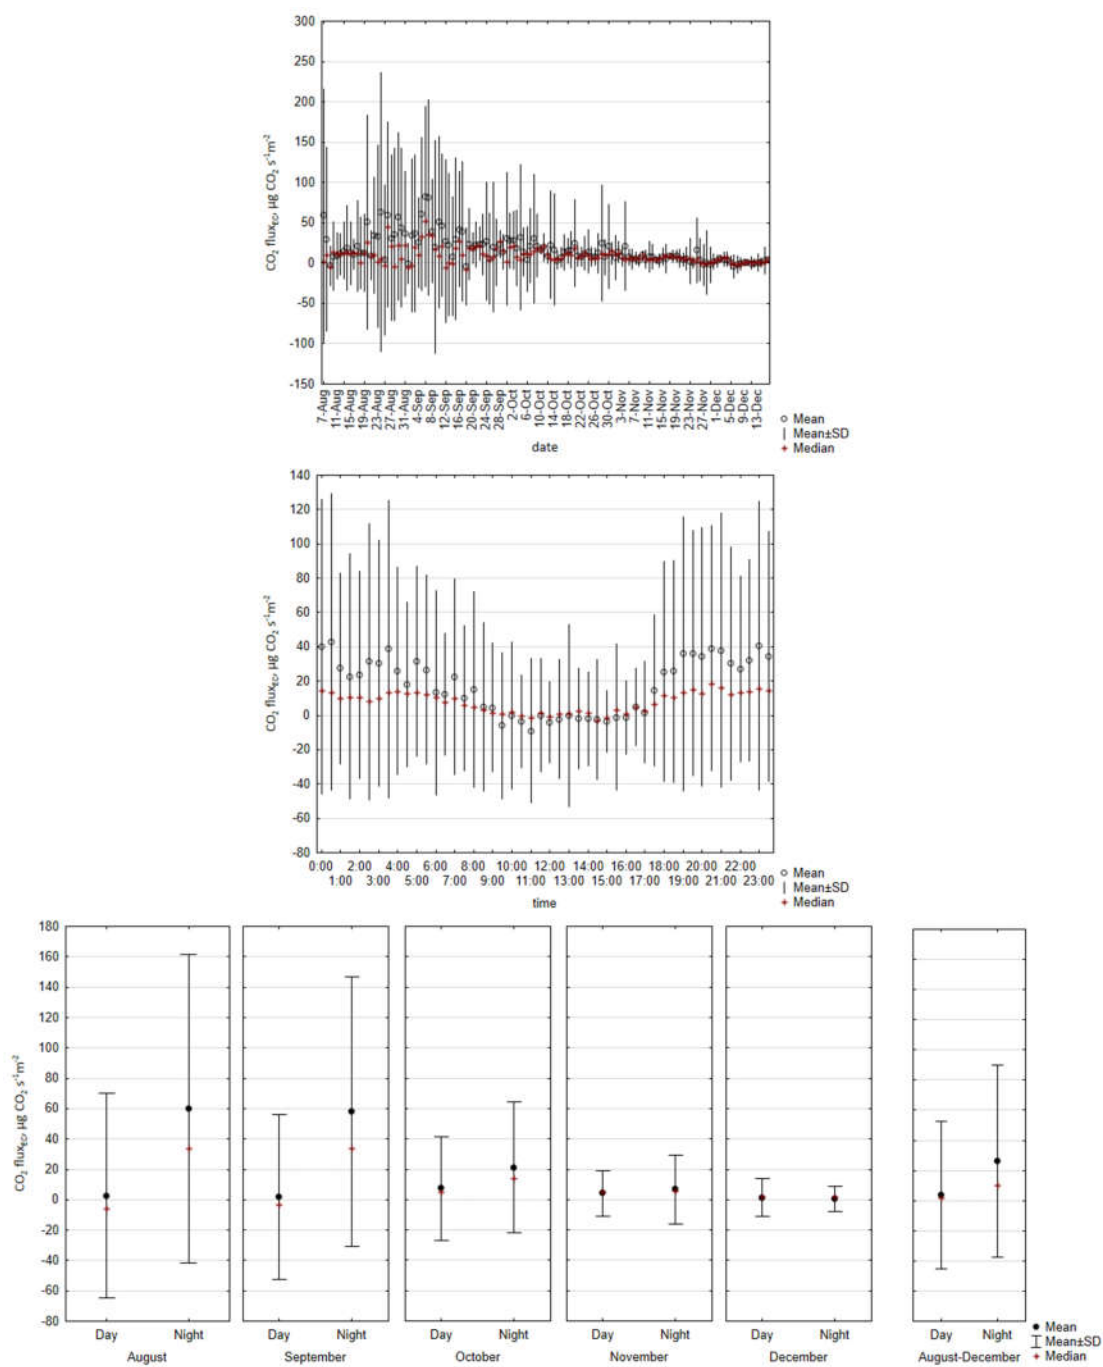 300
250
200
150
100
50
0
-50
-100
-150
CO2 fluxEC, µg CO2 s-1m-2
7-Aug 11-Aug 15-Aug 19-Aug 23-Aug 27-Aug 31-Aug 4-Sep 8-Sep 12-Sep 16-Sep 20-Sep 24-Sep 28-Sep 2-Oct 6-Oct 10-Oct 14-Oct 18-Oct 22-Oct 26-Oct 30-Oct 3-Nov 7-Nov 11-Nov 15-Nov 19-Nov 23-Nov 27-Nov 1-Dec 5-Dec 9-Dec 13-Dec
date
Mean
Mean±SD
Median
140
120
100
80
60
40
20
0
-20
-40
-60
-80
CO2 fluxEC, µg CO2 s-1m-2
0:00 2:00 4:00 6:00 8:00 10:00 12:00 14:00 16:00 18:00 20:00 22:00
1:00 3:00 5:00 7:00 9:00 11:00 13:00 15:00 17:00 19:00 21:00 23:00
time
Mean
Mean±SD
Median
180
160
140
120
100
80
60
40
20
0
-20
-40
-60
-80
CO2 fluxEC, µg CO2 s-1m-2
Day Night Day Night Day Night Day Night Day Night Day Night
August September October November December August-December
Mean
Mean±SD
Median